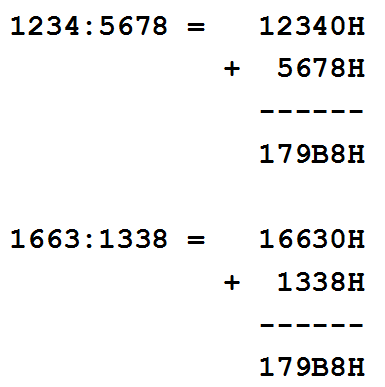 1234:5678 =   12340H
            +  5678H
              ------
              179B8H

1663:1338 =   16630H
            +  1338H
              ------
              179B8H